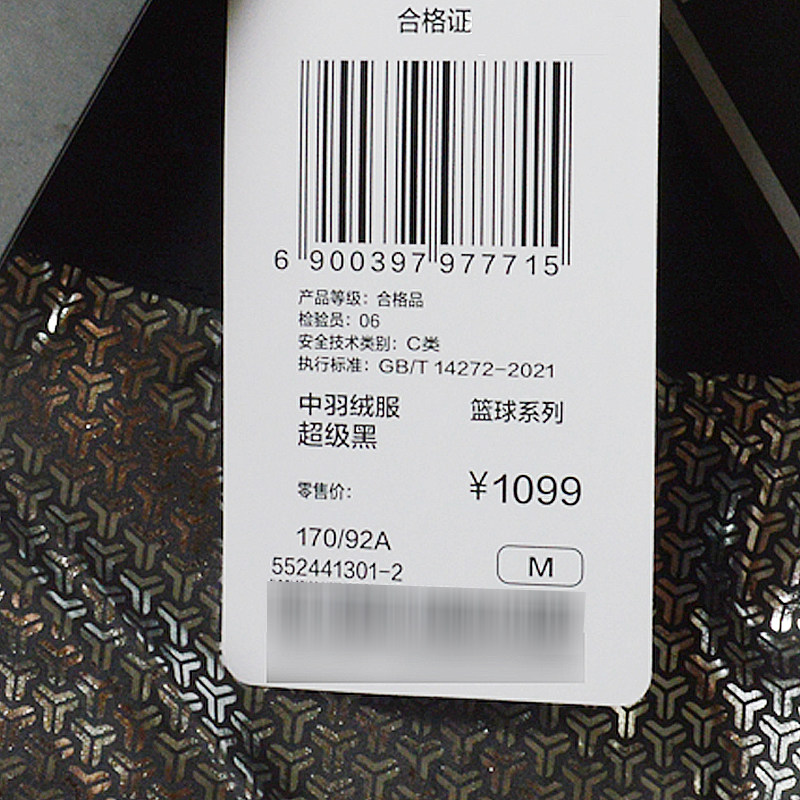 合格证
6 900397 977715
产品等级：合格品
检验员：06
安全技术类别：C类
执行标准：GB/T 14272-2021
中羽绒服 篮球系列
超级黑
零售价： ¥1099
170/92A
552441301-2 M